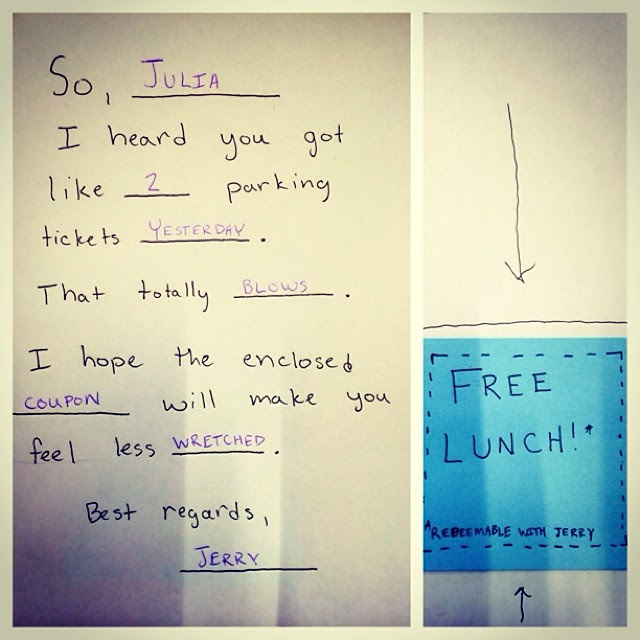 So, JULIA
I heard you got
like 2 parking
tickets YESTERDAY.
That totally BLOWS.
I hope the enclosed
COUPON will make you
feel less WRETCHED.
Best regards,
JERRY
FREE
LUNCH!*
*REDEEMABLE WITH JERRY